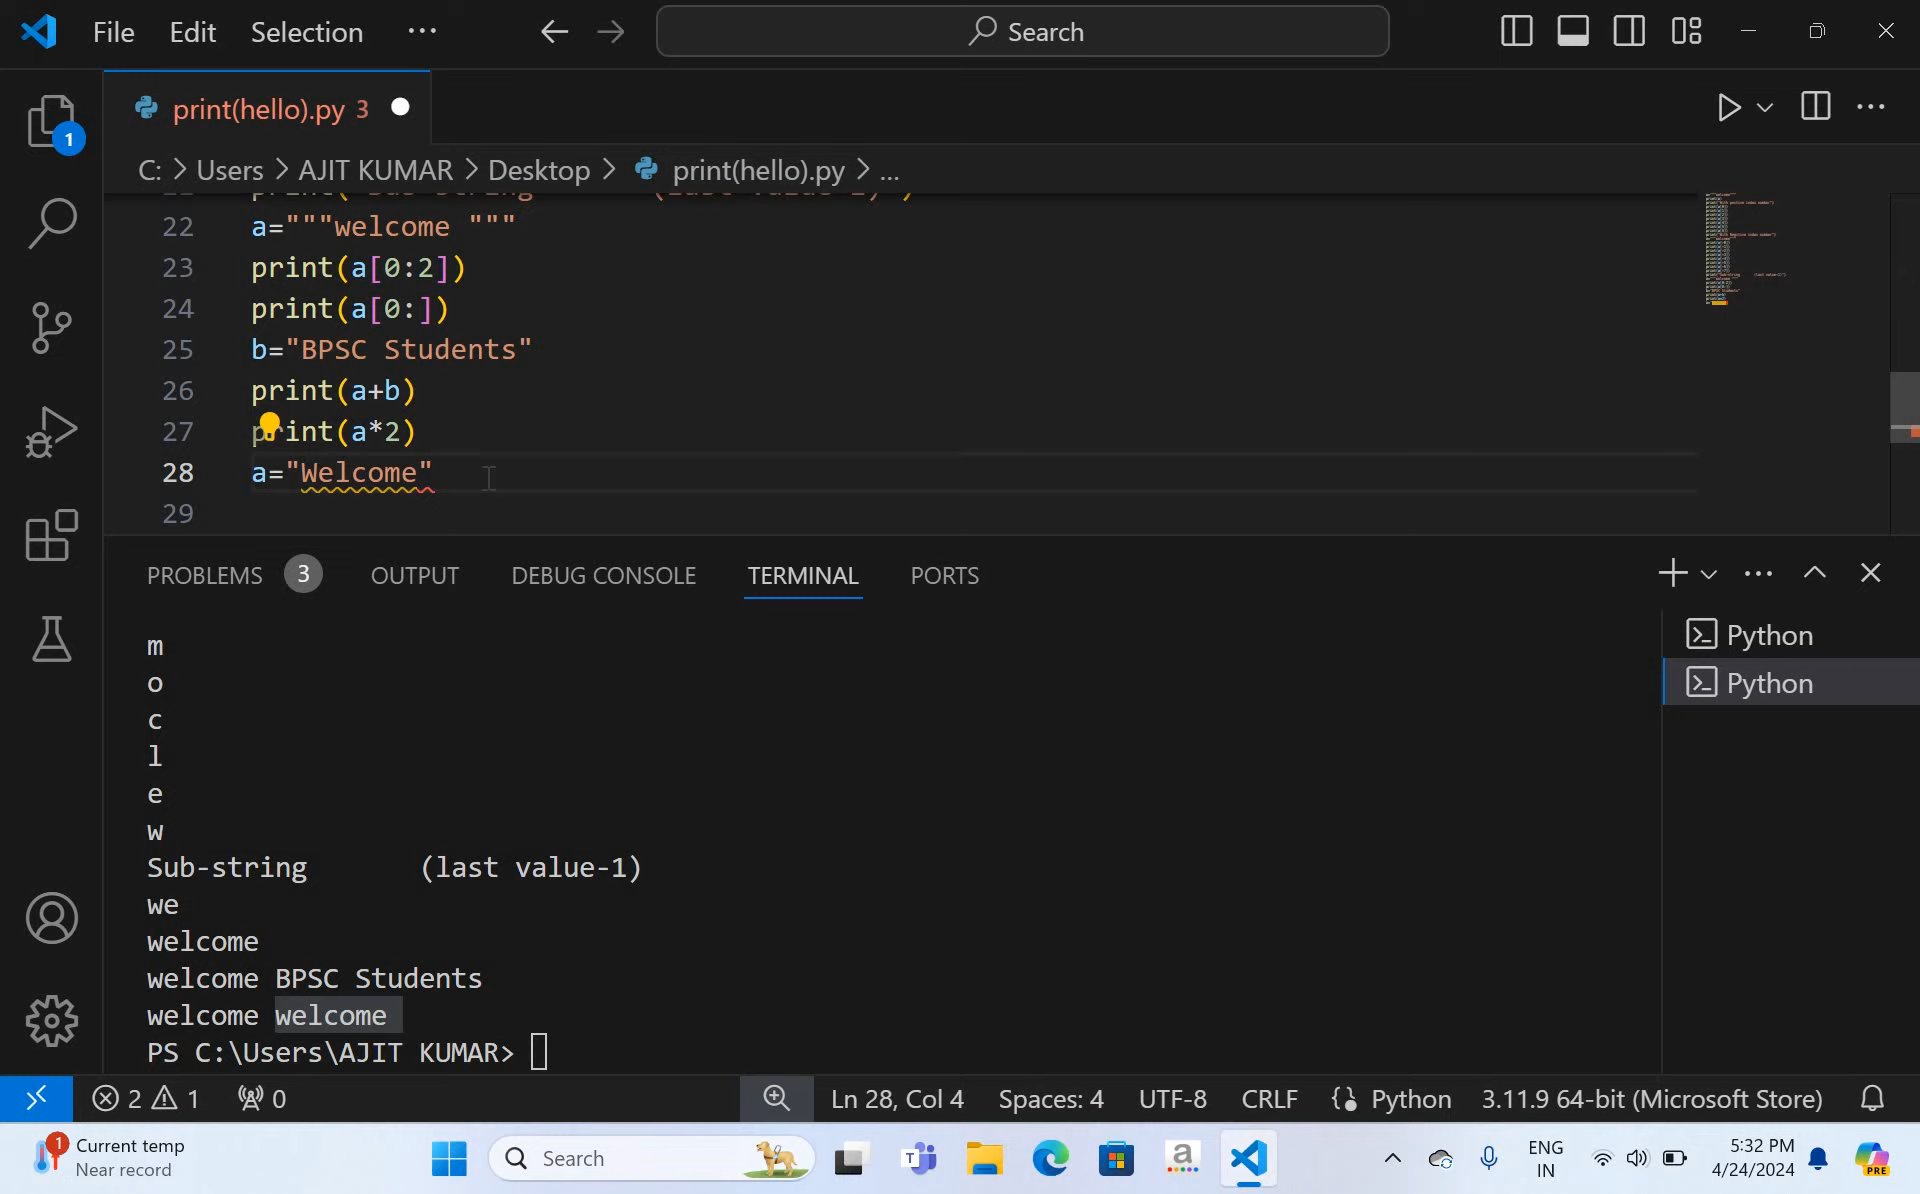 File Edit Selection ...
Search
print(hello).py 3
C: > Users > AJIT KUMAR > Desktop > print(hello).py > ...
22 a="""welcome """
23 print(a[0:2])
24 print(a[0:])
25 b="BPSC Students"
26 print(a+b)
27 print(a*2)
28 a="Welcome"
29
1
PROBLEMS 3 OUTPUT DEBUG CONSOLE TERMINAL PORTS
m
o
c
l
e
w
Sub-string       (last value-1)
we
welcome
welcome BPSC Students
welcome welcome
PS C:\Users\AJIT KUMAR>
Python
Python
2 1 0 Ln 28, Col 4 Spaces: 4 UTF-8 CRLF Python 3.11.9 64-bit (Microsoft Store)
1 Current temp
Near record
Search
T
a
ENG
IN
5:32 PM
4/24/2024
PRE